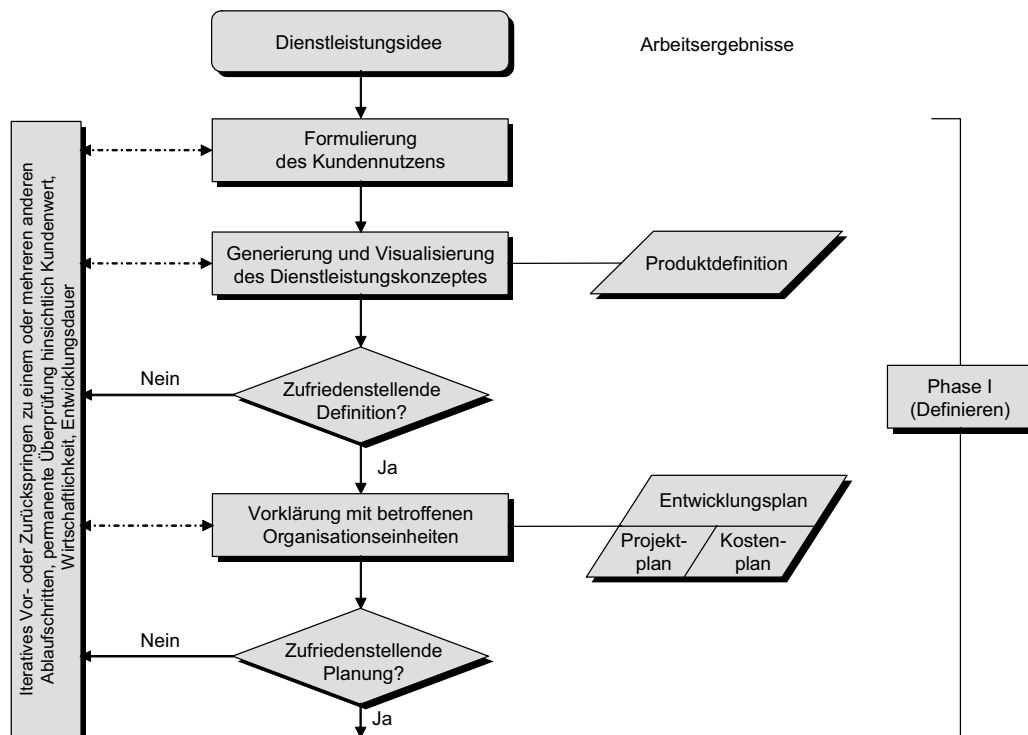 Dienstleistungsidee
Arbeitsergebnisse
Formulierung
des Kundennutzens
Generierung und Visualisierung
des Dienstleistungskonzeptes
Produktdefinition
Zufriedenstellende
Definition?
Nein
Ja
Phase I
(Definieren)
Vorklärung mit betroffenen
Organisationseinheiten
Entwicklungsplan
Projekt-
plan
Kosten-
plan
Zufriedenstellende
Planung?
Nein
Ja
Iteratives Vor- oder Zurückspringen zu einem oder mehreren anderen
Ablaufschritten, permanente Überprüfung hinsichtlich Kundenwert,
Wirtschaftlichkeit, Entwicklungsdauer